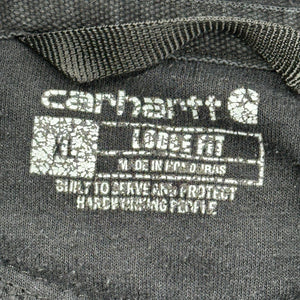 carhartt
XL LOOSE FIT
MADE IN HONDURAS
BUILT TO SERVE AND PROTECT
HARDWORKING PEOPLE